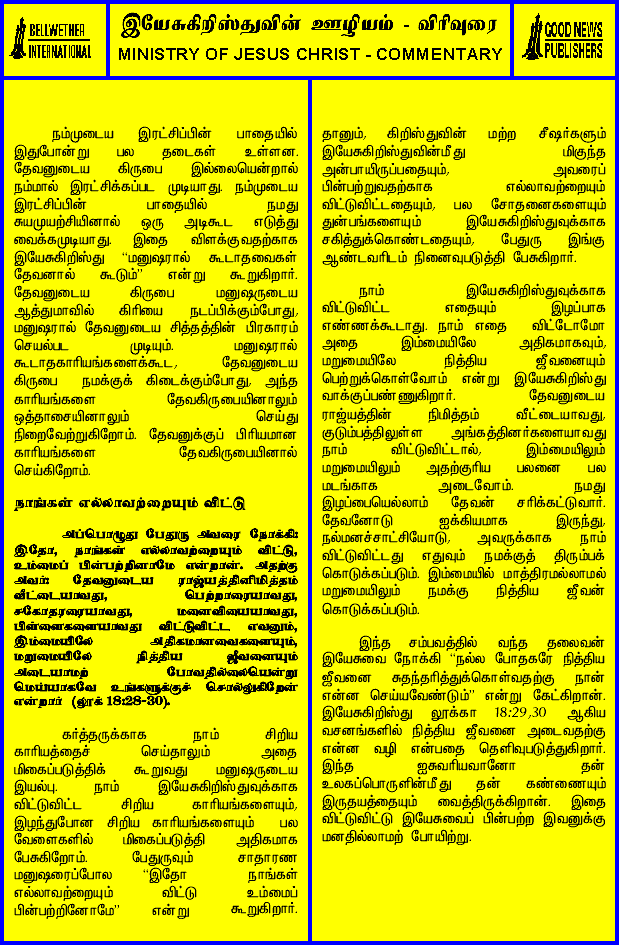 BELLWETHER
INTERNATIONAL
இயேசுகிறிஸ்துவின் ஊழியம் - விரிவுரை
MINISTRY OF JESUS CHRIST - COMMENTARY
GOOD NEWS
PUBLISHERS
நம்முடைய இரட்சிப்பின் பாதையில்
இதுபோன்று பல தடைகள் உள்ளன.
தேவனுடைய கிருபை இல்லையென்றால்
நம்மால் இரட்சிக்கப்பட முடியாது. நம்முடைய
இரட்சிப்பின் பாதையில் நமது
சுயமுயற்சியினால் ஒரு அடிகூட எடுத்து
வைக்கமுடியாது. இதை விளக்குவதற்காக
இயேசுகிறிஸ்து "மனுஷரால் கூடாதவைகள்
தேவனால் கூடும்" என்று கூறுகிறார்.
தேவனுடைய கிருபை மனுஷருடைய
ஆத்துமாவில் கிரியை நடப்பிக்கும்போது,
மனுஷரால் தேவனுடைய சித்தத்தின் பிரகாரம்
செயல்பட முடியும். மனுஷரால்
கூடாதகாரியங்களைக்கூட, தேவனுடைய
கிருபை நமக்குக் கிடைக்கும்போது, அந்த
காரியங்களை தேவகிருபையினாலும்
ஒத்தாசையினாலும் செய்து
நிறைவேற்றுகிறோம். தேவனுக்குப் பிரியமான
காரியங்களை தேவகிருபையினால்
செய்கிறோம்.
நாங்கள் எல்லாவற்றையும் விட்டு
அப்பொழுது பேதுரு அவரை நோக்கி:
இதோ, நாங்கள் எல்லாவற்றையும் விட்டு,
உம்மைப் பின்பற்றினாமே என்றான். அதற்கு
அவர்: தேவனுடைய ராஜ்யத்தினிமித்தம்
வீட்டையாவது, பெற்றாரையாவது,
சகோதரரையாவது, மனைவியையாவது,
பிள்ளைகளையாவது விட்டுவிட்ட எவனும்,
இம்மையிலே அதிகமானவைகளையும்,
மறுமையிலே நித்திய ஜீவனையும்
அடையாமற் போவதில்லையென்று
மெய்யாகவே உங்களுக்குச் சொல்லுகிறேன்
என்றார் (லூக் 18:28-30).
கர்த்தருக்காக நாம் சிறிய
காரியத்தைச் செய்தாலும் அதை
மிகைப்படுத்திக் கூறுவது மனுஷருடைய
இயல்பு. நாம் இயேசுகிறிஸ்துவுக்காக
விட்டுவிட்ட சிறிய காரியங்களையும்,
இழந்துபோன சிறிய காரியங்களையும் பல
வேளைகளில் மிகைப்படுத்தி அதிகமாக
பேசுகிறோம். பேதுருவும் சாதாரண
மனுஷரைப்போல "இதோ நாங்கள்
எல்லாவற்றையும் விட்டு உம்மைப்
பின்பற்றினோமே" என்று கூறுகிறார்.
தானும், கிறிஸ்துவின் மற்ற சீஷர்களும்
இயேசுகிறிஸ்துவின்மீது மிகுந்த
அன்பாயிருப்பதையும், அவரைப்
பின்பற்றுவதற்காக எல்லாவற்றையும்
விட்டுவிட்டதையும், பல சோதனைகளையும்
துன்பங்களையும் இயேசுகிறிஸ்துவுக்காக
சகித்துக்கொண்டதையும், பேதுரு இங்கு
ஆண்டவரிடம் நினைவுபடுத்தி பேசுகிறார்.
நாம் இயேசுகிறிஸ்துவுக்காக
விட்டுவிட்ட எதையும் இழப்பாக
எண்ணக்கூடாது. நாம் எதை விட்டோமோ
அதை இம்மையிலே அதிகமாகவும்,
மறுமையிலே நித்திய ஜீவனையும்
பெற்றுக்கொள்வோம் என்று இயேசுகிறிஸ்து
வாக்குப்பண்ணுகிறார். தேவனுடைய
ராஜ்யத்தின் நிமித்தம் வீட்டையாவது,
குடும்பத்திலுள்ள அங்கத்தினர்களையாவது
நாம் விட்டுவிட்டால், இம்மையிலும்
மறுமையிலும் அதற்குரிய பலனை பல
மடங்காக அடைவோம். நமது
இழப்பையெல்லாம் தேவன் சரிக்கட்டுவார்.
தேவனோடு ஐக்கியமாக இருந்து,
நல்மனச்சாட்சியோடு, அவருக்காக நாம்
விட்டுவிட்டது எதுவும் நமக்குத் திரும்பக்
கொடுக்கப்படும். இம்மையில் மாத்திரமல்லாமல்
மறுமையிலும் நமக்கு நித்திய ஜீவன்
கொடுக்கப்படும்.
இந்த சம்பவத்தில் வந்த தலைவன்
இயேசுவை நோக்கி "நல்ல போதகரே நித்திய
ஜீவனை சுதந்தரித்துக்கொள்வதற்கு நான்
என்ன செய்யவேண்டும்" என்று கேட்கிறான்.
இயேசுகிறிஸ்து லூக்கா 18:29,30 ஆகிய
வசனங்களில் நித்திய ஜீவனை அடைவதற்கு
என்ன வழி என்பதை தெளிவுபடுத்துகிறார்.
இந்த ஐசுவரியவானோ தன்
உலகப்பொருளின்மீது தன் கண்ணையும்
இருதயத்தையும் வைத்திருக்கிறான். இதை
விட்டுவிட்டு இயேசுவைப் பின்பற்ற இவனுக்கு
மனதில்லாமற் போயிற்று.